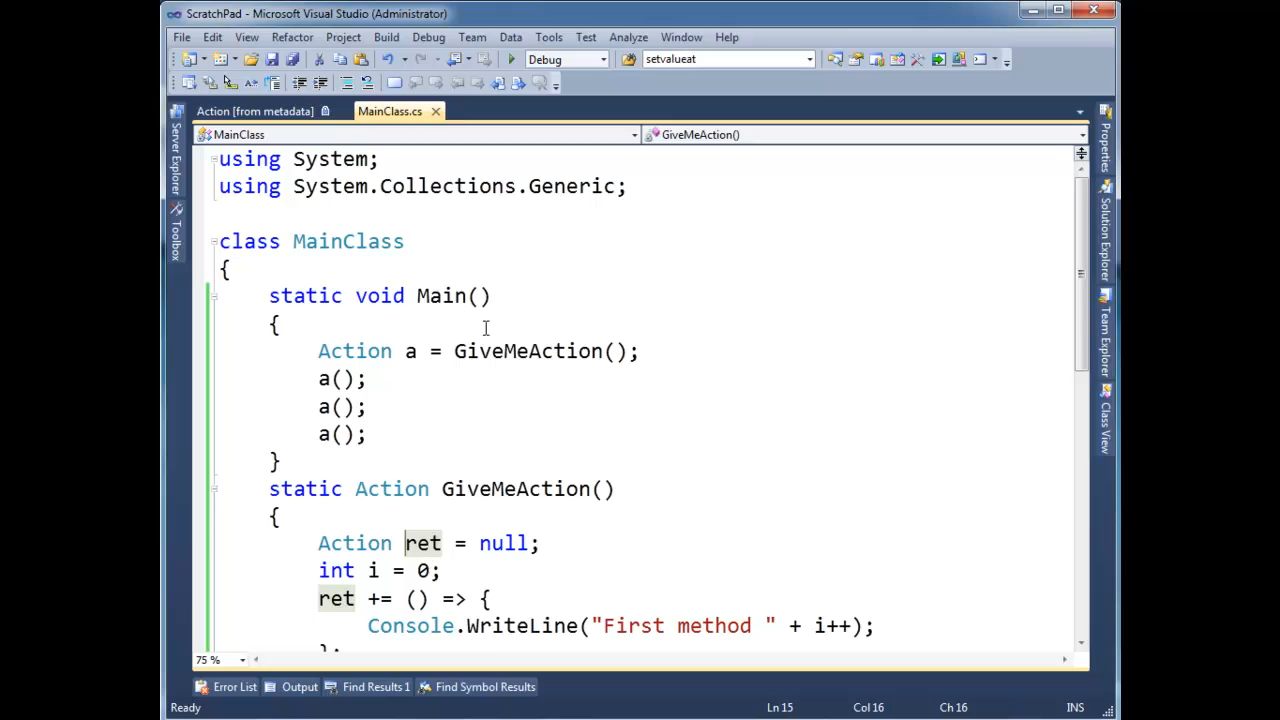 ScratchPad - Microsoft Visual Studio (Administrator)
File Edit View Refactor Project Build Debug Team Data Tools Test Analyze Window Help
Debug setvalueat
Action [from metadata] MainClass.cs
MainClass GiveMeAction()
using System;
using System.Collections.Generic;
class MainClass
{
static void Main()
{
Action a = GiveMeAction();
a();
a();
a();
}
static Action GiveMeAction()
{
Action ret = null;
int i = 0;
ret += () => {
Console.WriteLine("First method " + i++);
};
75 %
Server Explorer
Toolbox
Properties
Solution Explorer
Team Explorer
Class View
Error List Output Find Results 1 Find Symbol Results
Ready Ln 15 Col 16 Ch 16 INS